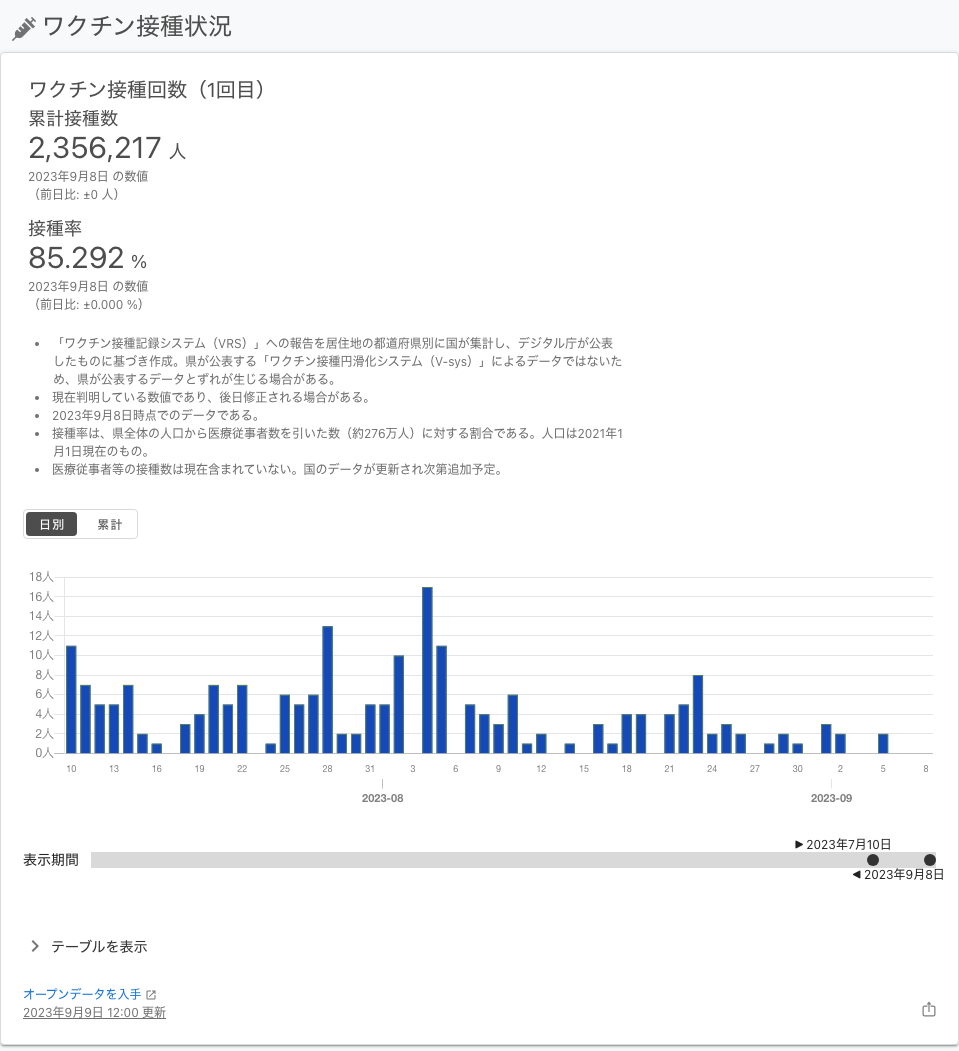 ワクチン接種状況
ワクチン接種回数（1回目）
累計接種数
2,356,217 人
2023年9月8日 の数値
（前日比: ±0 人）
接種率
85.292 %
2023年9月8日 の数値
（前日比: ±0.000 %）
• 「ワクチン接種記録システム（VRS）」への報告を居住地の都道府県別に国が集計し、デジタル庁が公表
したものに基づき作成。県が公表する「ワクチン接種円滑化システム（V-sys）」によるデータではないた
め、県が公表するデータとずれが生じる場合がある。
• 現在判明している数値であり、後日修正される場合がある。
• 2023年9月8日時点でのデータである。
• 接種率は、県全体の人口から医療従事者数を引いた数（約276万人）に対する割合である。人口は2021年1
月1日現在のもの。
• 医療従事者等の接種数は現在含まれていない。国のデータが更新され次第追加予定。
日別 累計
18人
16人
14人
12人
10人
8人
6人
4人
2人
0人
10 13 16 19 22 25 28 31 3 6 9 12 15 18 21 24 27 30 2 5 8
2023-08 2023-09
▶ 2023年7月10日
表示期間
◀ 2023年9月8日
テーブルを表示
オープンデータを入手
2023年9月9日 12:00 更新